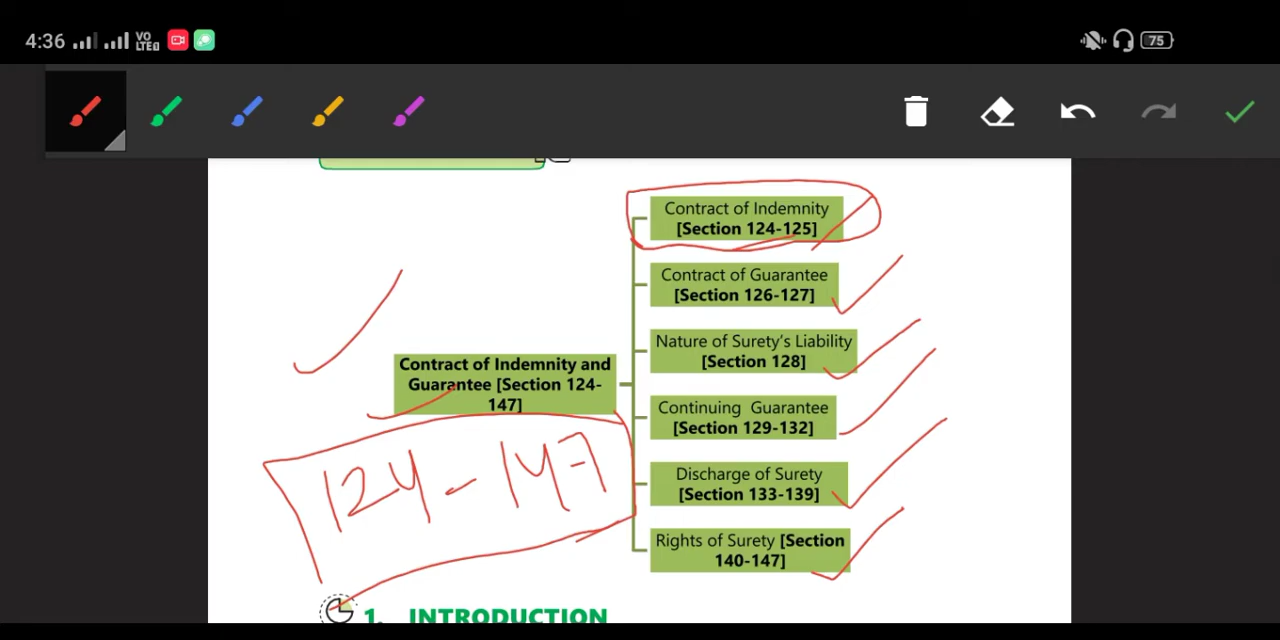 4:36
VO
LTE
75
Contract of Indemnity
[Section 124-125]
Contract of Guarantee
[Section 126-127]
Nature of Surety's Liability
[Section 128]
Contract of Indemnity and
Guarantee [Section 124-
147]
Continuing Guarantee
[Section 129-132]
124-147
Discharge of Surety
[Section 133-139]
Rights of Surety [Section
140-147]
1. INTRODUCTION